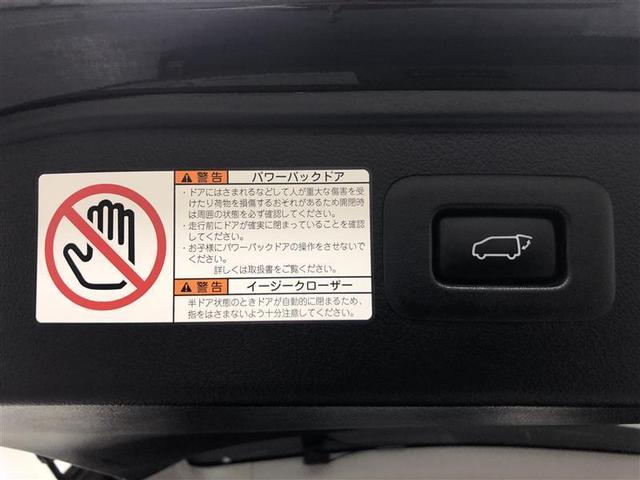 警告 パワーバックドア
・ドアにはさまれるなどして人が重大な傷害を受
けたり荷物を損傷するおそれがあるため開閉時
は周囲の状態を必ず確認してください。
・走行前にドアが確実に閉まっていることを確認
してください。
・お子様にパワーバックドアの操作をさせないで
ください。
詳しくは取扱書をご覧ください。
警告 イージークローザー
半ドア状態のときドアが自動的に閉まるため、
指をはさまないよう十分注意してください。